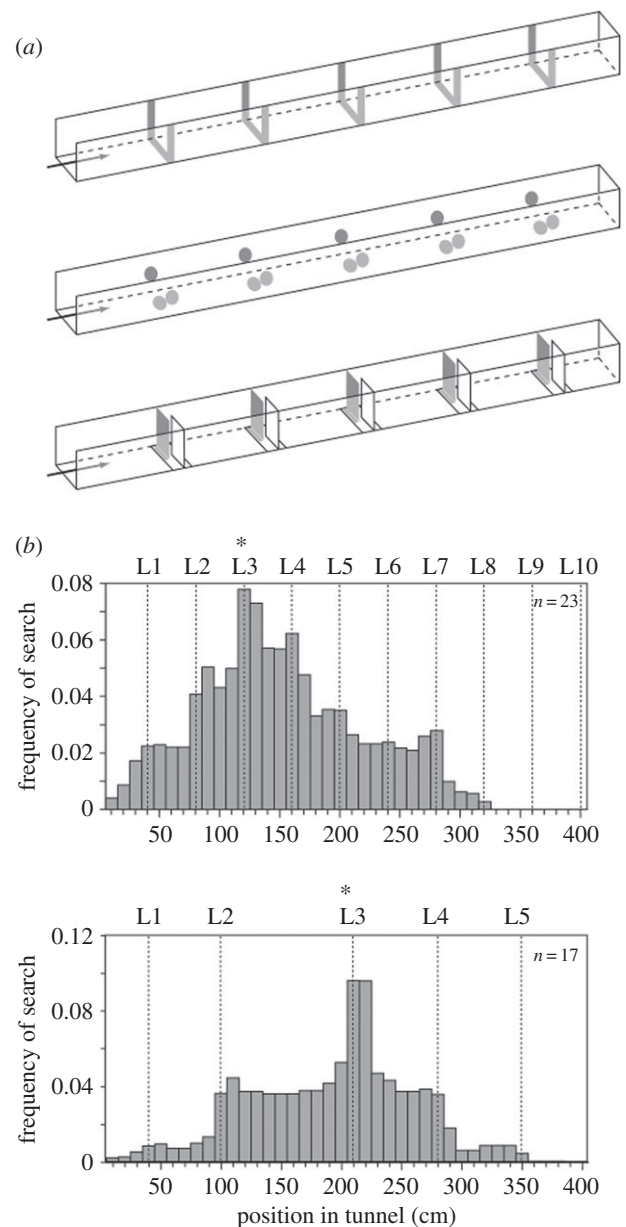 (a)
(b)
*
L1 L2 L3 L4 L5 L6 L7 L8 L9 L10
0.08
n = 23
0.06
0.04
0.02
0
frequency of search
50 100 150 200 250 300 350 400
*
L1 L2 L3 L4 L5
0.12
n = 17
0.08
0.04
0
frequency of search
50 100 150 200 250 300 350 400
position in tunnel (cm)